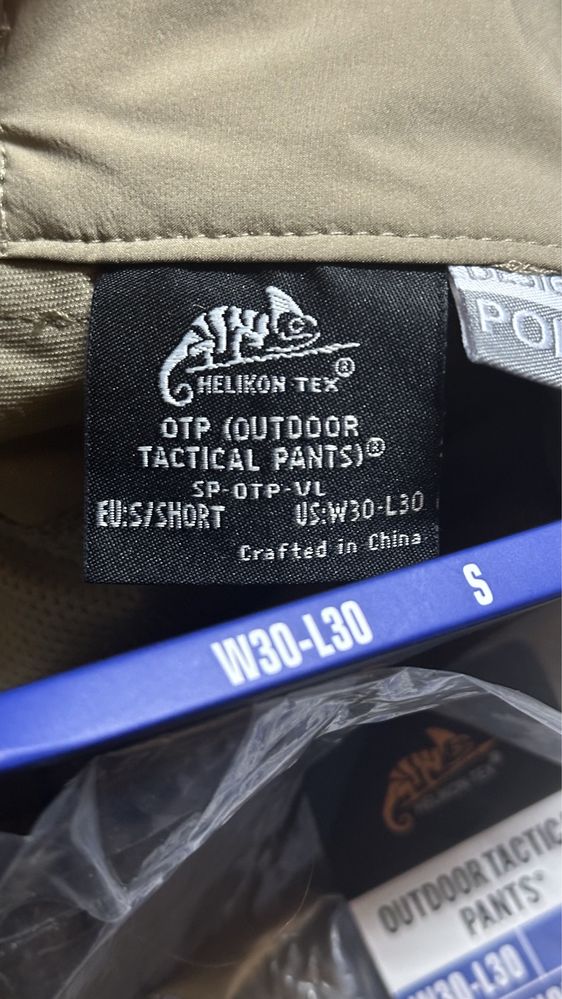 HELIKON-TEX®
OTP (OUTDOOR
TACTICAL PANTS)®
SP-OTP-VL
EU:S/SHORT US:W30-L30
Crafted in China
W30-L30 S
HELIKON-TEX®
OUTDOOR TACTIC
PANTS®
W30-L30